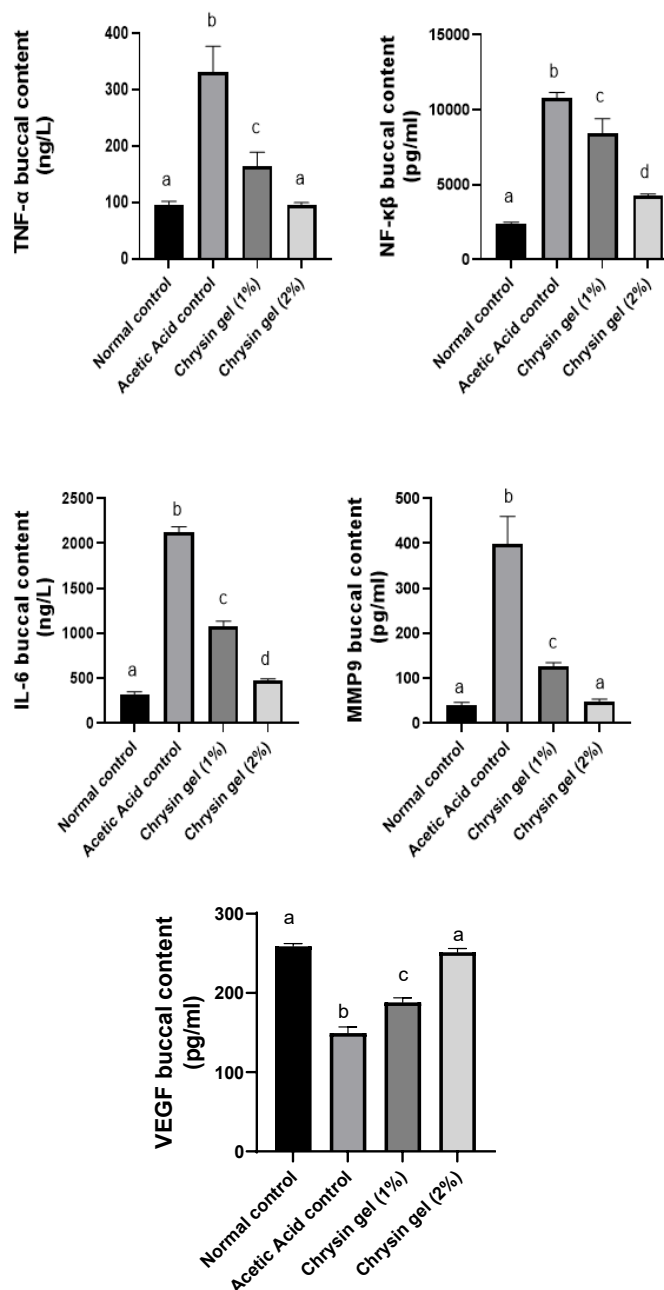 TNF-α buccal content
(ng/L)
400
300
200
100
0
a
b
c
a
Normal control
Acetic Acid control
Chrysin gel (1%)
Chrysin gel (2%)
NF-κβ buccal content
(pg/ml)
15000
10000
5000
0
a
b
c
d
Normal control
Acetic Acid control
Chrysin gel (1%)
Chrysin gel (2%)
IL-6 buccal content
(ng/L)
2500
2000
1500
1000
500
0
a
b
c
d
Normal control
Acetic Acid control
Chrysin gel (1%)
Chrysin gel (2%)
MMP9 buccal content
(pg/ml)
500
400
300
200
100
0
a
b
c
a
Normal control
Acetic Acid control
Chrysin gel (1%)
Chrysin gel (2%)
VEGF buccal content
(pg/ml)
300
200
100
0
a
b
c
a
Normal control
Acetic Acid control
Chrysin gel (1%)
Chrysin gel (2%)